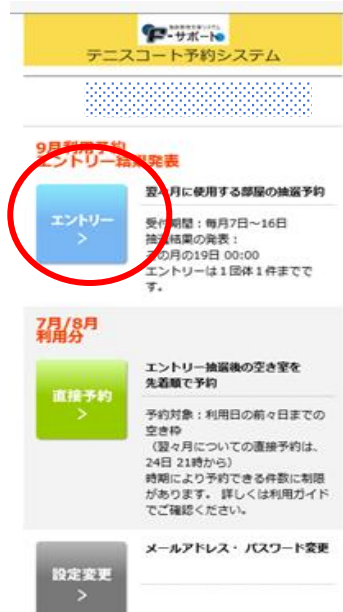 E-サポート
テニスコート予約システム
9月利用予約
エントリー結果発表
エントリー
>
翌々月に使用する部屋の抽選予約
受付期間：毎月7日～16日
抽選結果の発表：
その月の19日 00:00
エントリーは１団体１件までで
す。
7月/8月
利用分
直接予約
>
エントリー抽選後の空き室を
先着順で予約
予約対象：利用日の前々日までの
空き枠
（翌々月についての直接予約は、
24日 21時から）
時期により予約できる件数に制限
があります。 詳しくは利用ガイド
でご確認ください。
設定変更
>
メールアドレス・ パスワード変更